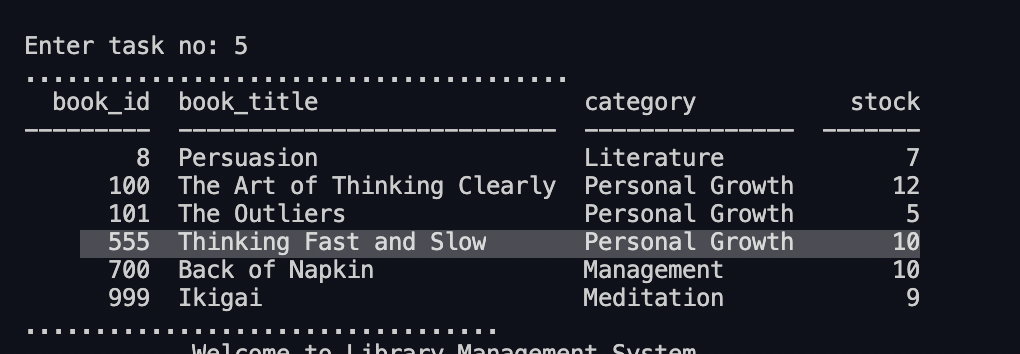 Enter task no: 5
.......................................
book_id  book_title                   category         stock
---------  ---------------------------  ---------------  -------
8  Persuasion                   Literature             7
100  The Art of Thinking Clearly  Personal Growth       12
101  The Outliers                 Personal Growth        5
555  Thinking Fast and Slow       Personal Growth       10
700  Back of Napkin               Management            10
999  Ikigai                       Meditation             9
..................................
Welcome to Library Management System